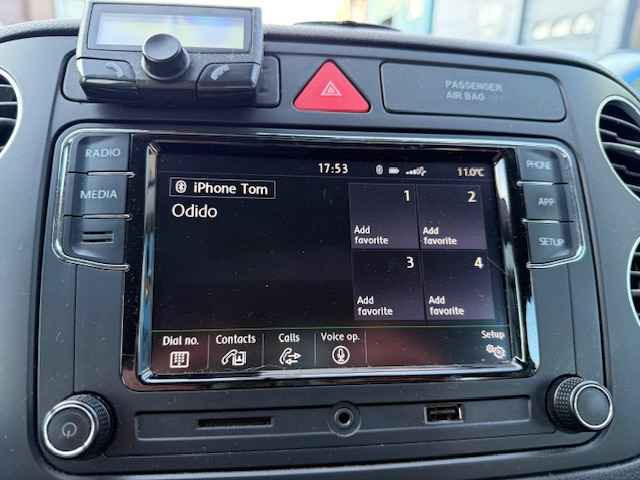 PASSENGER
AIR BAG
RADIO
MEDIA
PHONE
APP
SETUP
17:53
11.0°C
iPhone Tom
Odido
1
Add
favorite
2
Add
favorite
3
Add
favorite
4
Add
favorite
Dial no.
Contacts
Calls
Voice op.
Setup